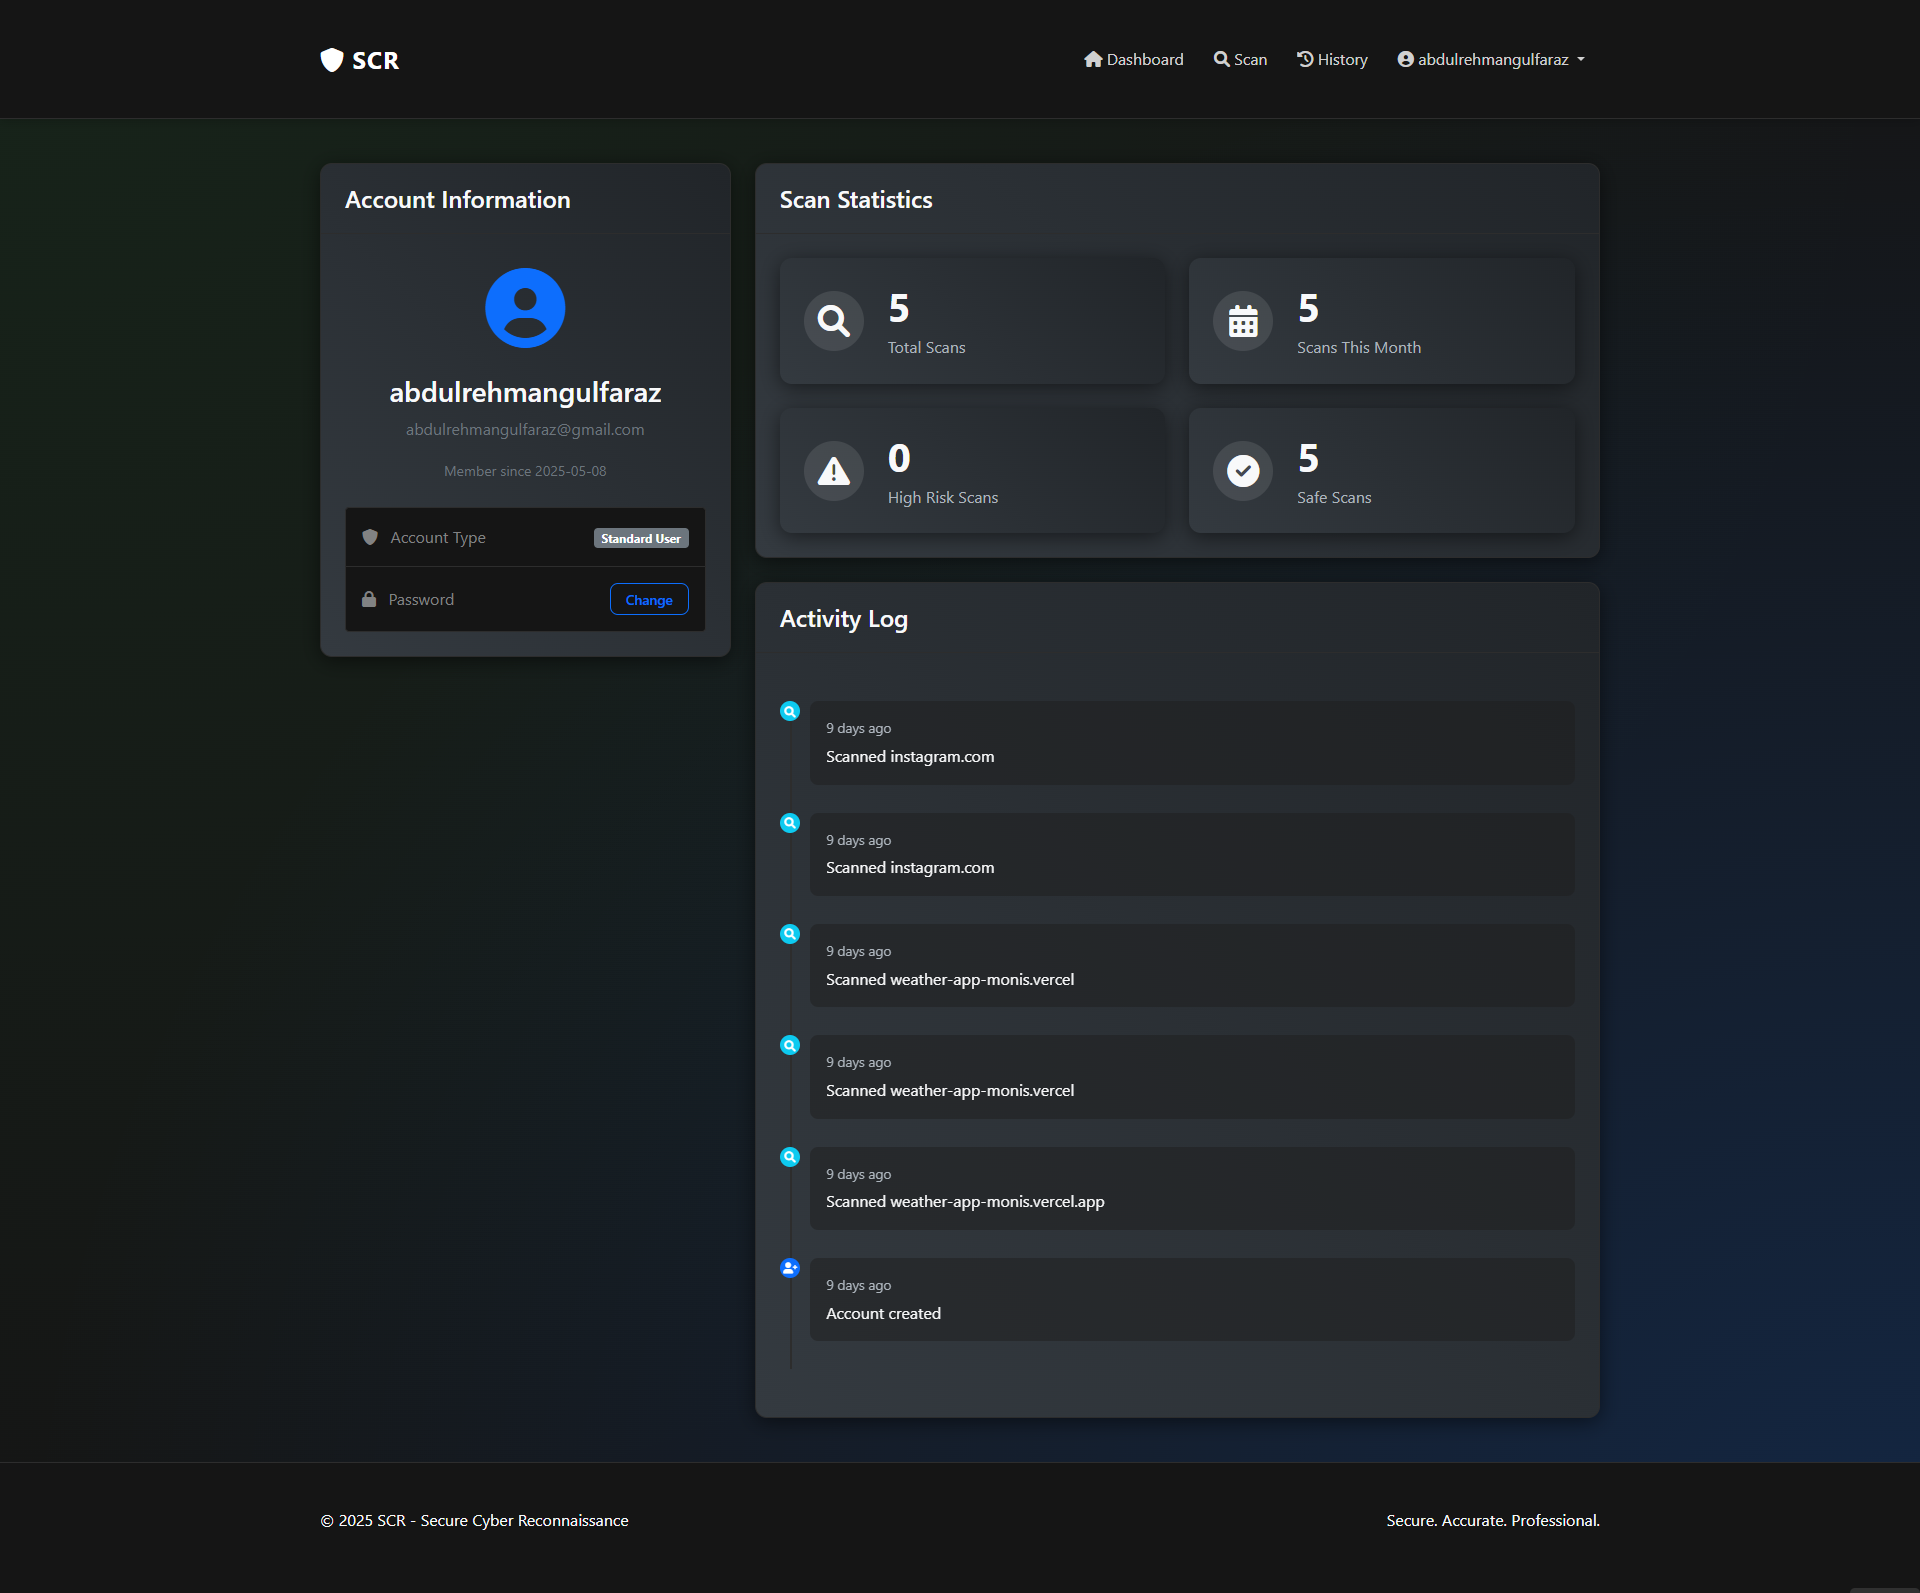 SCR
Dashboard Scan History abdulrehmangulfaraz
Account Information
abdulrehmangulfaraz
abdulrehmangulfaraz@gmail.com
Member since 2025-05-08
Account Type Standard User
Password Change
Scan Statistics
5
Total Scans
5
Scans This Month
0
High Risk Scans
5
Safe Scans
Activity Log
9 days ago
Scanned instagram.com
9 days ago
Scanned instagram.com
9 days ago
Scanned weather-app-monis.vercel
9 days ago
Scanned weather-app-monis.vercel
9 days ago
Scanned weather-app-monis.vercel.app
9 days ago
Account created
© 2025 SCR - Secure Cyber Reconnaissance
Secure. Accurate. Professional.